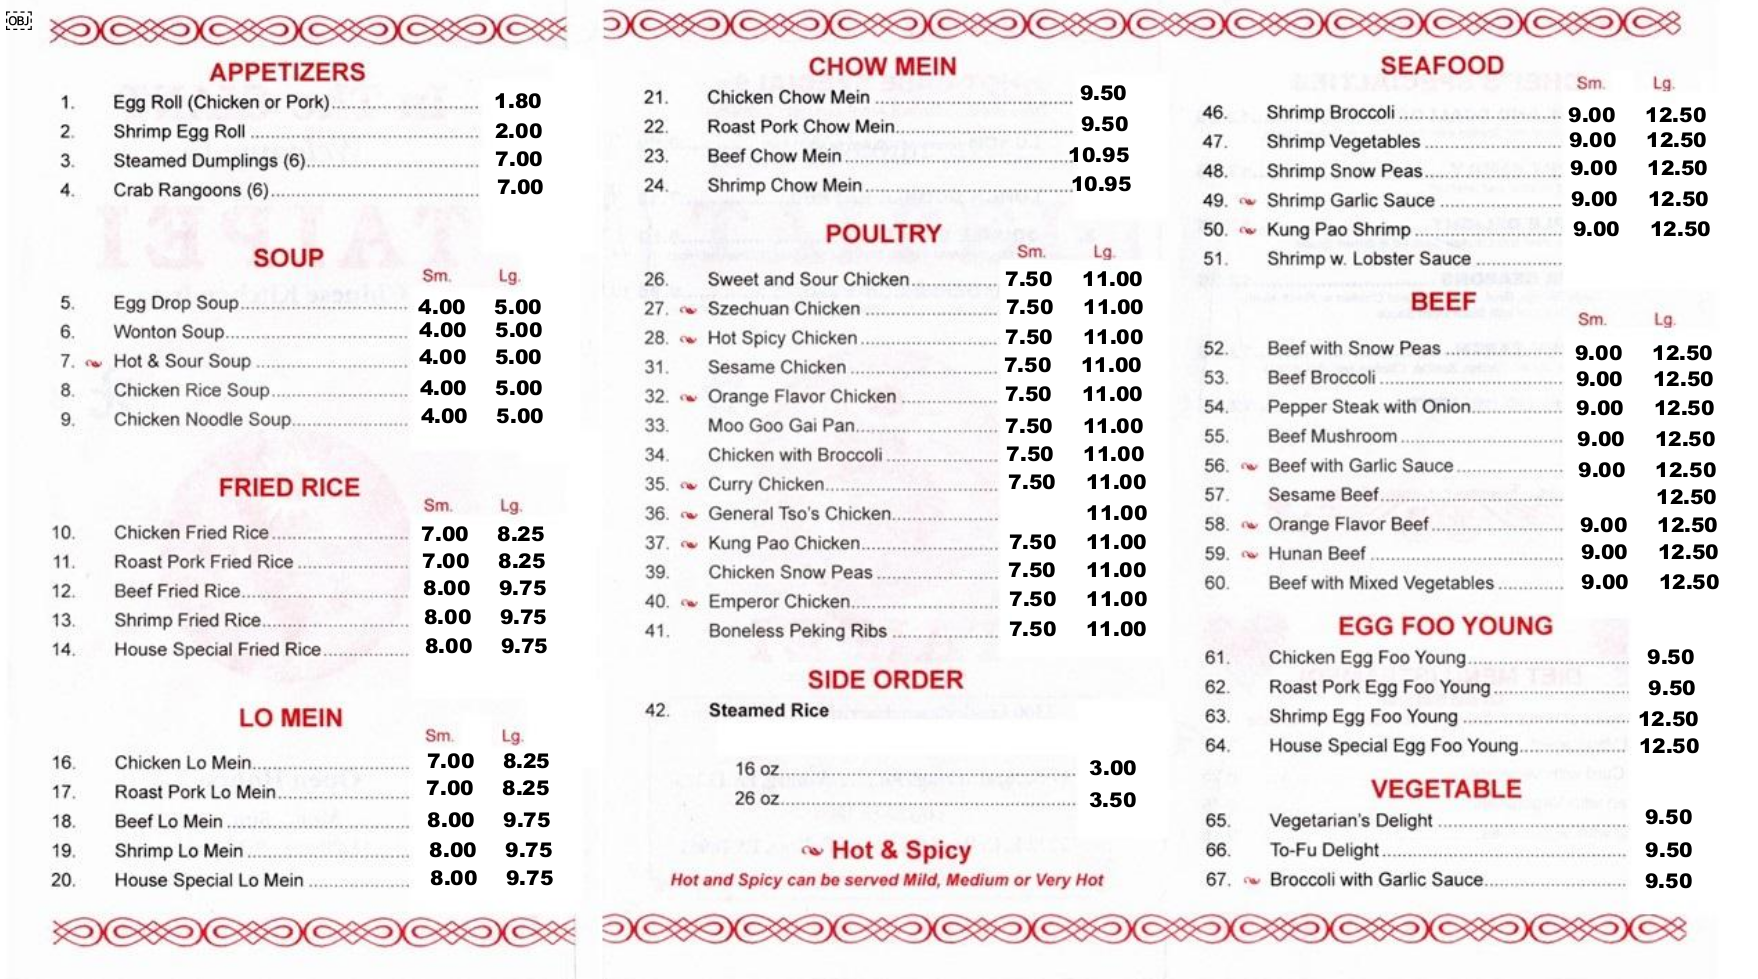 OBJ
APPETIZERS
1. Egg Roll (Chicken or Pork) 1.80
2. Shrimp Egg Roll 2.00
3. Steamed Dumplings (6) 7.00
4. Crab Rangoons (6) 7.00
SOUP
Sm. Lg.
5. Egg Drop Soup 4.00 5.00
6. Wonton Soup 4.00 5.00
7. Hot & Sour Soup 4.00 5.00
8. Chicken Rice Soup 4.00 5.00
9. Chicken Noodle Soup 4.00 5.00
FRIED RICE
Sm. Lg.
10. Chicken Fried Rice 7.00 8.25
11. Roast Pork Fried Rice 7.00 8.25
12. Beef Fried Rice 8.00 9.75
13. Shrimp Fried Rice 8.00 9.75
14. House Special Fried Rice 8.00 9.75
LO MEIN
Sm. Lg.
16. Chicken Lo Mein 7.00 8.25
17. Roast Pork Lo Mein 7.00 8.25
18. Beef Lo Mein 8.00 9.75
19. Shrimp Lo Mein 8.00 9.75
20. House Special Lo Mein 8.00 9.75
CHOW MEIN
21. Chicken Chow Mein 9.50
22. Roast Pork Chow Mein 9.50
23. Beef Chow Mein 10.95
24. Shrimp Chow Mein 10.95
POULTRY
Sm. Lg.
26. Sweet and Sour Chicken 7.50 11.00
27. Szechuan Chicken 7.50 11.00
28. Hot Spicy Chicken 7.50 11.00
31. Sesame Chicken 7.50 11.00
32. Orange Flavor Chicken 7.50 11.00
33. Moo Goo Gai Pan 7.50 11.00
34. Chicken with Broccoli 7.50 11.00
35. Curry Chicken 7.50 11.00
36. General Tso's Chicken 11.00
37. Kung Pao Chicken 7.50 11.00
39. Chicken Snow Peas 7.50 11.00
40. Emperor Chicken 7.50 11.00
41. Boneless Peking Ribs 7.50 11.00
SIDE ORDER
42. Steamed Rice
16 oz 3.00
26 oz 3.50
Hot & Spicy
Hot and Spicy can be served Mild, Medium or Very Hot
SEAFOOD
Sm. Lg.
46. Shrimp Broccoli 9.00 12.50
47. Shrimp Vegetables 9.00 12.50
48. Shrimp Snow Peas 9.00 12.50
49. Shrimp Garlic Sauce 9.00 12.50
50. Kung Pao Shrimp 9.00 12.50
51. Shrimp w. Lobster Sauce
BEEF
Sm. Lg.
52. Beef with Snow Peas 9.00 12.50
53. Beef Broccoli 9.00 12.50
54. Pepper Steak with Onion 9.00 12.50
55. Beef Mushroom 9.00 12.50
56. Beef with Garlic Sauce 9.00 12.50
57. Sesame Beef 12.50
58. Orange Flavor Beef 9.00 12.50
59. Hunan Beef 9.00 12.50
60. Beef with Mixed Vegetables 9.00 12.50
EGG FOO YOUNG
61. Chicken Egg Foo Young 9.50
62. Roast Pork Egg Foo Young 9.50
63. Shrimp Egg Foo Young 12.50
64. House Special Egg Foo Young 12.50
VEGETABLE
65. Vegetarian's Delight 9.50
66. To-Fu Delight 9.50
67. Broccoli with Garlic Sauce 9.50